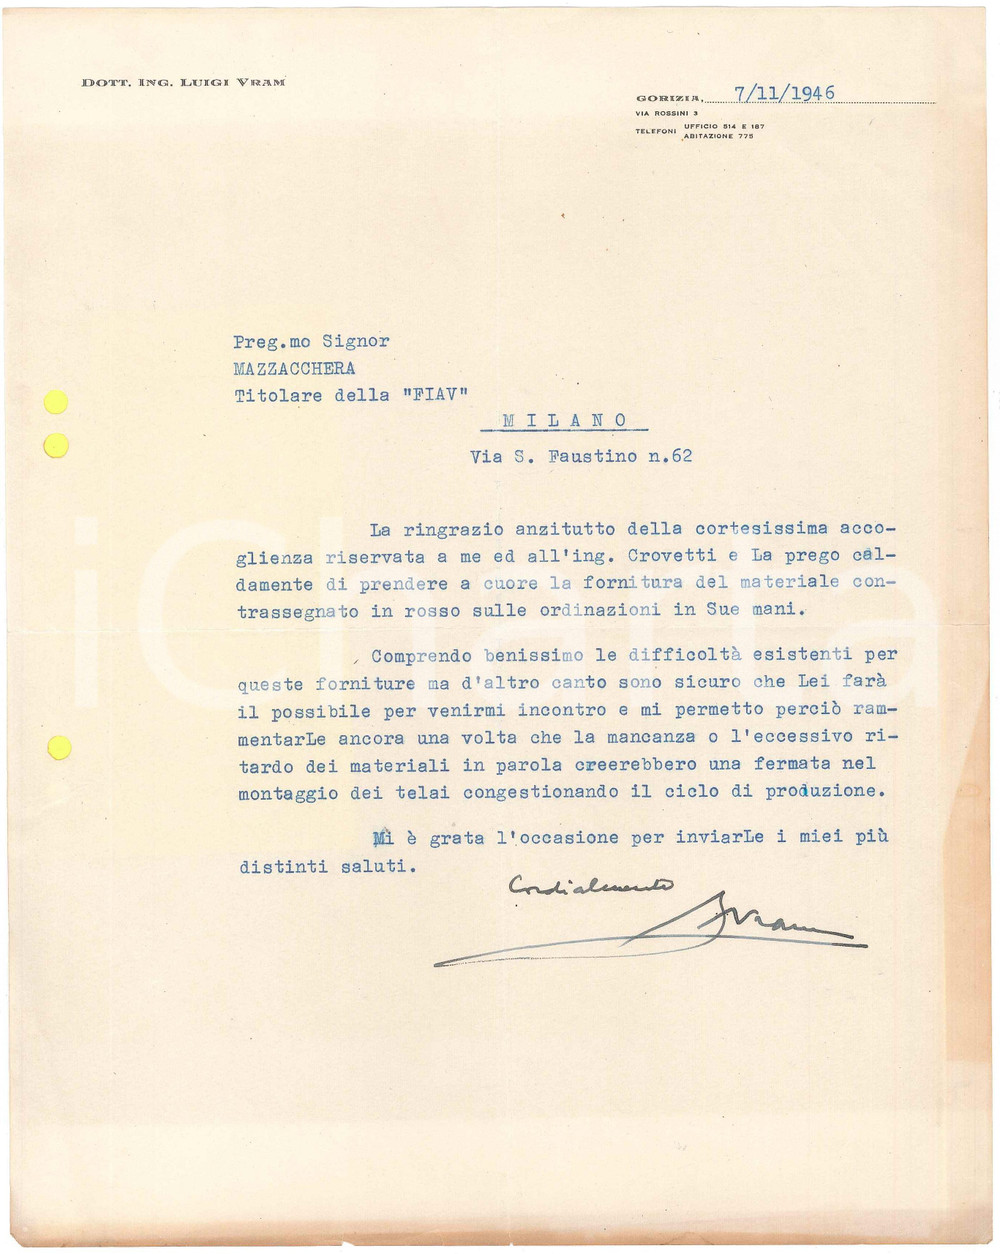 DOTT. ING. LUIGI VRAM
GORIZIA, 7/11/1946
VIA ROSSINI 3
TELEFONI UFFICIO 514 E 187
ABITAZIONE 775
Preg.mo Signor
MAZZACCHERA
Titolare della "FIAV"
M I L A N O
Via S. Faustino n.62
La ringrazio anzitutto della cortesissima acco-
glienza riservata a me ed all'ing. Crovetti e La prego cal-
damente di prendere a cuore la fornitura del materiale con-
trassegnato in rosso sulle ordinazioni in Sue mani.
Comprendo benissimo le difficoltà esistenti per
queste forniture ma d'altro canto sono sicuro che Lei farà
il possibile per venirmi incontro e mi permetto perciò ram-
mentarLe ancora una volta che la mancanza o l'eccessivo ri-
tardo dei materiali in parola creerebbero una fermata nel
montaggio dei telai congestionando il ciclo di produzione.
Mi è grata l'occasione per inviarLe i miei più
distinti saluti.
Cordialmente
Vram
iCharta